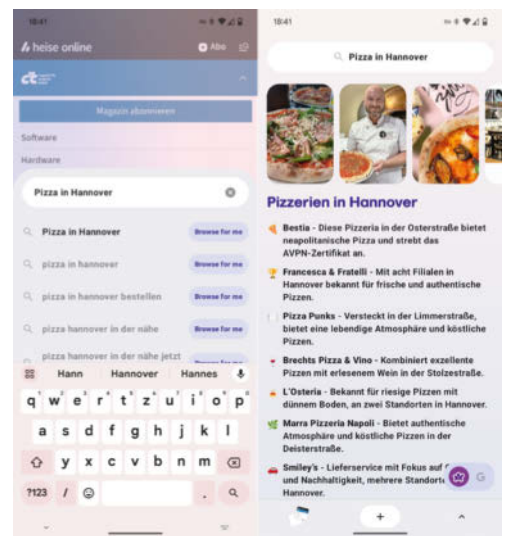 18:41
heise online
Abo
c't
Magazin abonnieren
Software
Hardware
Pizza in Hannover
Pizza in Hannover Browse for me
pizza in hannover Browse for me
pizza in hannover bestellen Browse for me
pizza hannover in der nähe Browse for me
pizza hannover in der nähe jetzt
Hann Hannover Hannes
q w e r t z u i o p
a s d f g h j k l
y x c v b n m
?123 / .
18:41
Pizza in Hannover
Pizzerien in Hannover
Bestia - Diese Pizzeria in der Osterstraße bietet
neapolitanische Pizza und strebt das
AVPN-Zertifikat an.
Francesca & Fratelli - Mit acht Filialen in
Hannover bekannt für frische und authentische
Pizzen.
Pizza Punks - Versteckt in der Limmerstraße,
bietet eine lebendige Atmosphäre und köstliche
Pizzen.
Brechts Pizza & Vino - Kombiniert exzellente
Pizzen mit erlesenem Wein in der Stolzestraße.
L'Osteria - Bekannt für riesige Pizzen mit
dünnem Boden, an zwei Standorten in Hannover.
Marra Pizzeria Napoli - Bietet authentische
Atmosphäre und köstliche Pizzen in der
Deisterstraße.
Smiley's - Lieferservice mit Fokus auf
und Nachhaltigkeit, mehrere
Hannover.
G